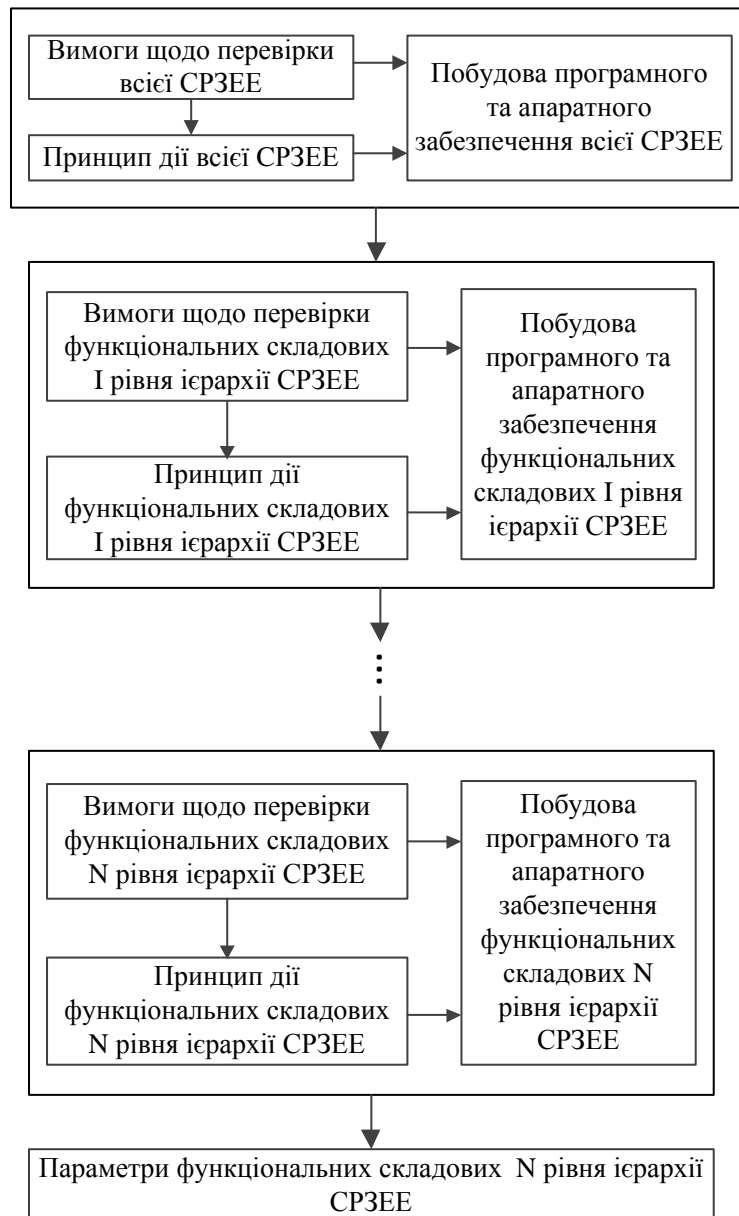 Вимоги щодо перевірки
всієї СРЗЕЕ
Побудова програмного
та апаратного
забезпечення всієї СРЗЕЕ
Принцип дії всієї СРЗЕЕ
Вимоги щодо перевірки
функціональних складових
І рівня ієрархії СРЗЕЕ
Побудова
програмного та
апаратного
забезпечення
функціональних
складових І рівня
ієрархії СРЗЕЕ
Принцип дії
функціональних складових
І рівня ієрархії СРЗЕЕ
...
Вимоги щодо перевірки
функціональних складових
N рівня ієрархії СРЗЕЕ
Побудова
програмного та
апаратного
забезпечення
функціональних
складових N
рівня ієрархії
СРЗЕЕ
Принцип дії
функціональних складових
N рівня ієрархії СРЗЕЕ
Параметри функціональних складових N рівня ієрархії
СРЗЕЕ